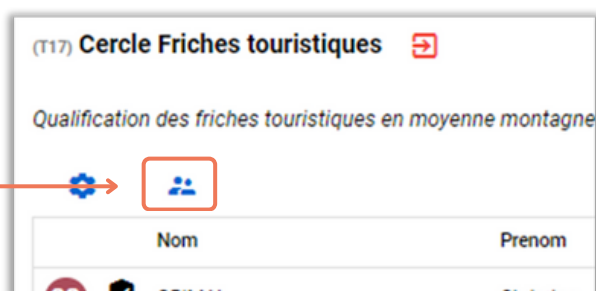 (T17) Cercle Friches touristiques
Qualification des friches touristiques en moyenne montagne
Nom Prenom